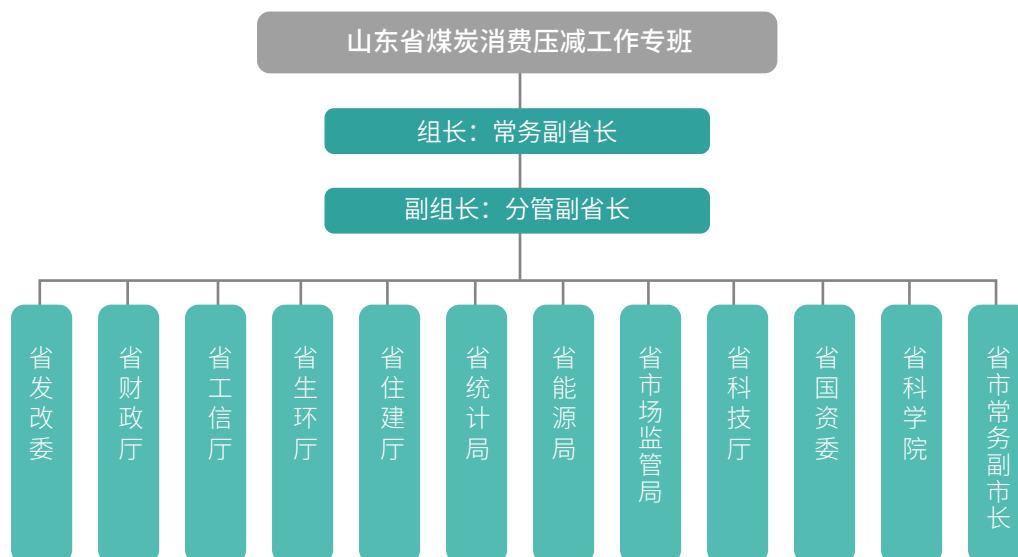 山东省煤炭消费压减工作专班
组长：常务副省长
副组长：分管副省长
省发改委
省财政厅
省工信厅
省生环厅
省住建厅
省统计局
省能源局
省市场监管局
省科技厅
省国资委
省科学院
省市常务副市长